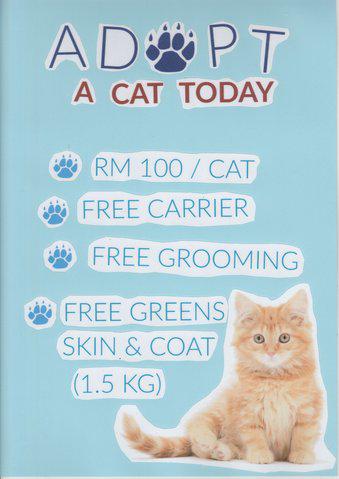 ADOPT
A CAT TODAY
RM 100 / CAT
FREE CARRIER
FREE GROOMING
FREE GREENS
SKIN & COAT
(1.5 KG)